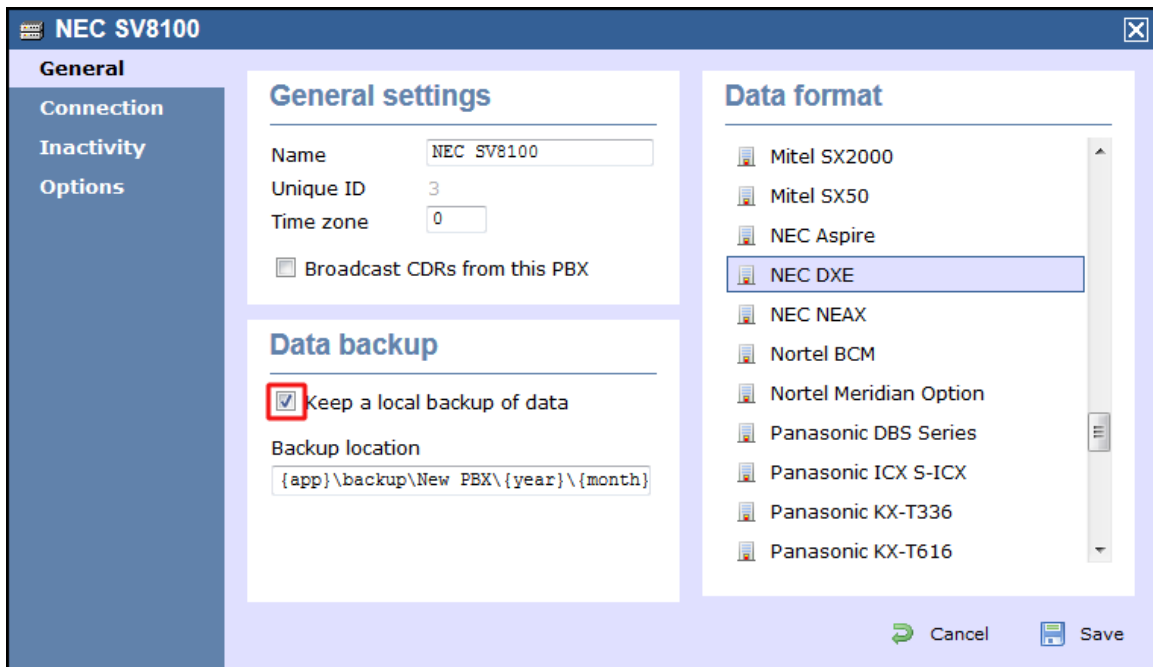 NEC SV8100
General
Connection
Inactivity
Options
General settings
Name NEC SV8100
Unique ID 3
Time zone 0
Broadcast CDRs from this PBX
Data backup
Keep a local backup of data
Backup location
{app}\backup\New PBX\{year}\{month}
Data format
Mitel SX2000
Mitel SX50
NEC Aspire
NEC DXE
NEC NEAX
Nortel BCM
Nortel Meridian Option
Panasonic DBS Series
Panasonic ICX S-ICX
Panasonic KX-T336
Panasonic KX-T616
Cancel Save